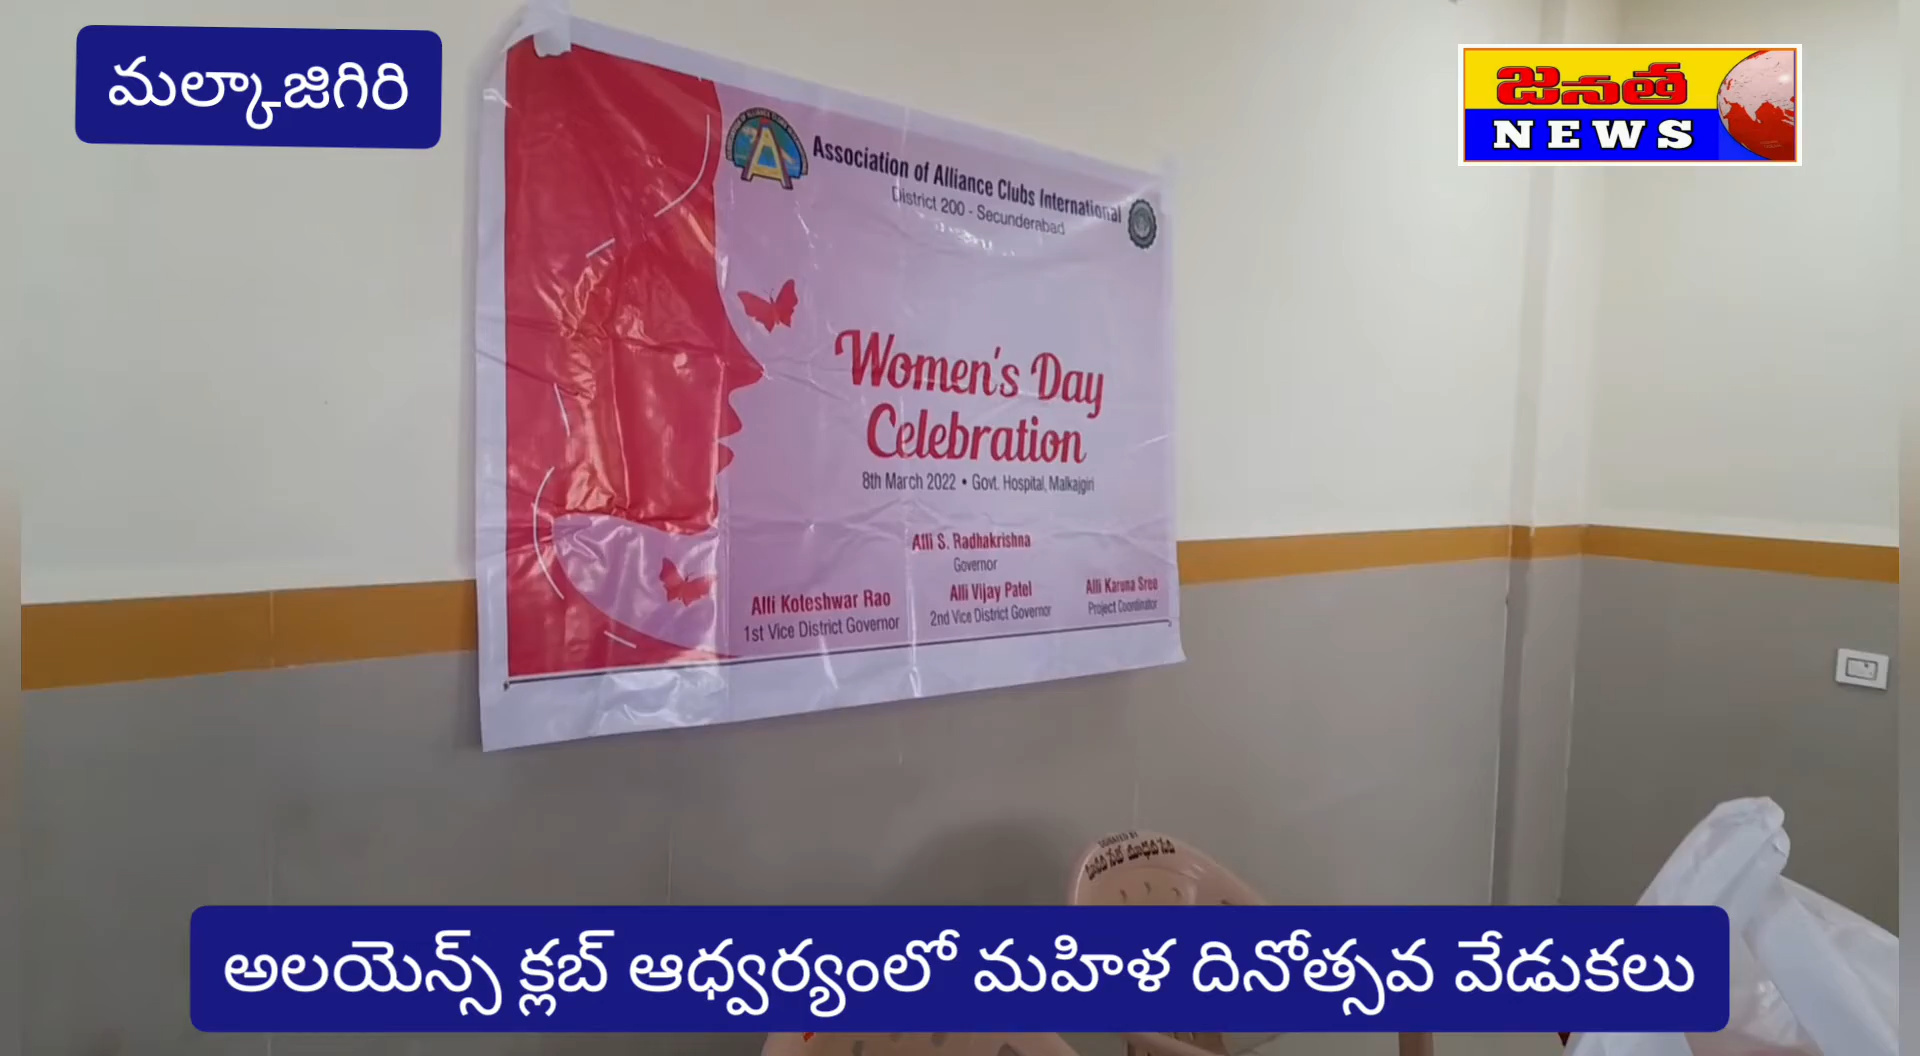 మల్కాజిగిరి
జనత
NEWS
Association of Alliance Clubs International
District 200 - Secunderabad
Women's Day
Celebration
8th March 2022 • Govt. Hospital, Malkajgiri
Alli S. Radhakrishna
Governor
Alli Koteshwar Rao
1st Vice District Governor
Alli Vijay Patel
2nd Vice District Governor
Alli Karuna Sree
Project Coordinator
DONATED BY
అలయెన్స్ క్లబ్ ఆధ్వర్యంలో మహిళ దినోత్సవ వేడుకలు